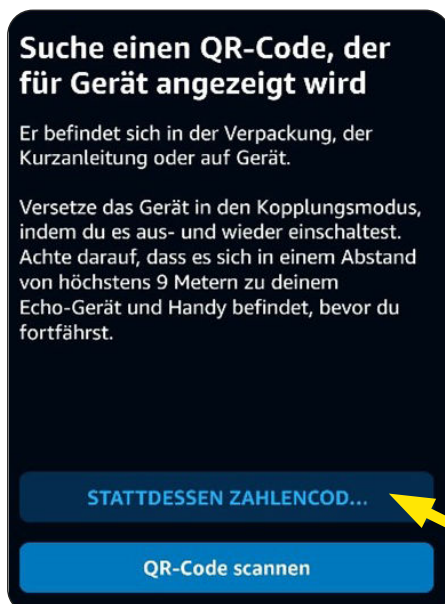 Suche einen QR-Code, der
für Gerät angezeigt wird
Er befindet sich in der Verpackung, der
Kurzanleitung oder auf Gerät.
Versetze das Gerät in den Kopplungsmodus,
indem du es aus- und wieder einschaltest.
Achte darauf, dass es sich in einem Abstand
von höchstens 9 Metern zu deinem
Echo-Gerät und Handy befindet, bevor du
fortfährst.
STATTDESSEN ZAHLENCOD...
QR-Code scannen